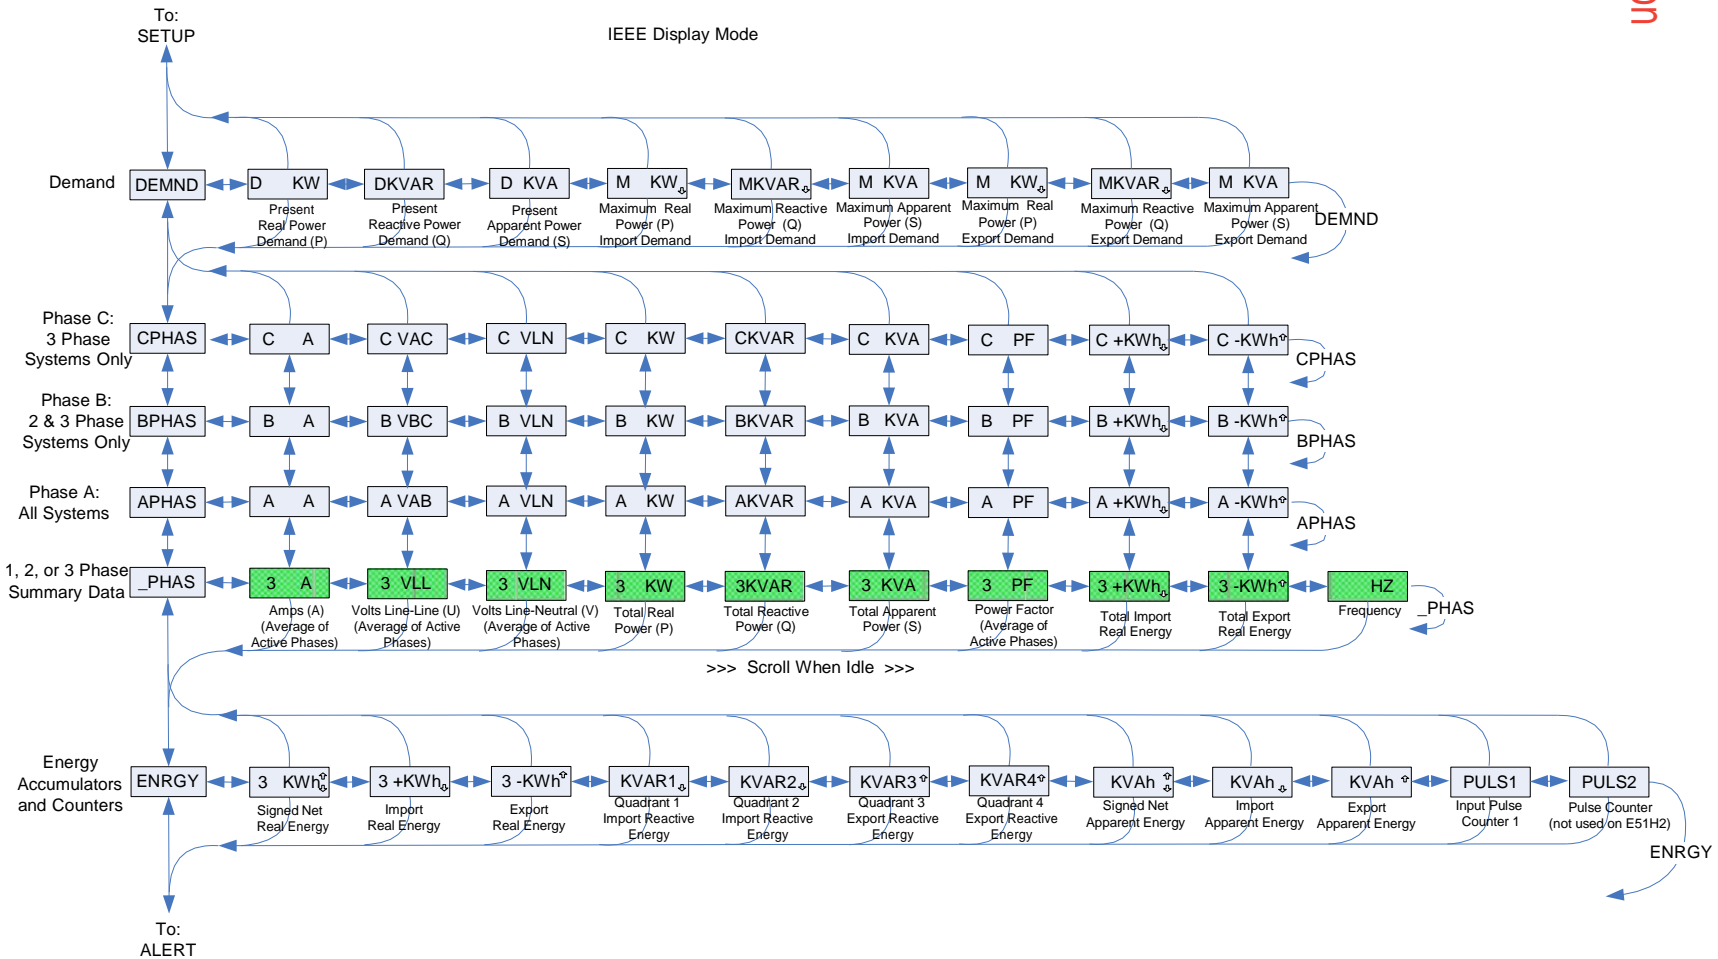 To:
SETUP
IEEE Display Mode
on
Demand
DEMND
D KW
DKVAR
D KVA
M KW
MKVAR
M KVA
M KW
MKVAR
M KVA
Present
Real Power
Demand (P)
Present
Reactive Power
Demand (Q)
Present
Apparent Power
Demand (S)
Maximum Real
Power (P)
Import Demand
Maximum Reactive
Power (Q)
Import Demand
Maximum Apparent
Power (S)
Import Demand
Maximum Real
Power (P)
Export Demand
Maximum Reactive
Power (Q)
Export Demand
Maximum Apparent
Power (S)
Export Demand
DEMND
Phase C:
3 Phase
Systems Only
CPHAS
C A
C VAC
C VLN
C KW
CKVAR
C KVA
C PF
C +KWh
C -KWh
CPHAS
Phase B:
2 & 3 Phase
Systems Only
BPHAS
B A
B VBC
B VLN
B KW
BKVAR
B KVA
B PF
B +KWh
B -KWh
BPHAS
Phase A:
All Systems
APHAS
A A
A VAB
A VLN
A KW
AKVAR
A KVA
A PF
A +KWh
A -KWh
APHAS
1, 2, or 3 Phase
Summary Data
_PHAS
3 A
3 VLL
3 VLN
3 KW
3KVAR
3 KVA
3 PF
3 +KWh
3 -KWh
HZ
Amps (A)
(Average of
Active Phases)
Volts Line-Line (U)
(Average of Active
Phases)
Volts Line-Neutral (V)
(Average of Active
Phases)
Total Real
Power (P)
Total Reactive
Power (Q)
Total Apparent
Power (S)
Power Factor
(Average of
Active Phases)
Total Import
Real Energy
Total Export
Real Energy
Frequency
_PHAS
>>> Scroll When Idle >>>
Energy
Accumulators
and Counters
ENRGY
3 KWh
3 +KWh
3 -KWh
KVAR1
KVAR2
KVAR3
KVAR4
KVAh
KVAh
KVAh
PULS1
PULS2
Signed Net
Real Energy
Import
Real Energy
Export
Real Energy
Quadrant 1
Import Reactive
Energy
Quadrant 2
Import Reactive
Energy
Quadrant 3
Export Reactive
Energy
Quadrant 4
Export Reactive
Energy
Signed Net
Apparent Energy
Import
Apparent Energy
Export
Apparent Energy
Input Pulse
Counter 1
Pulse Counter
(not used on E51H2)
ENRGY
To:
ALERT